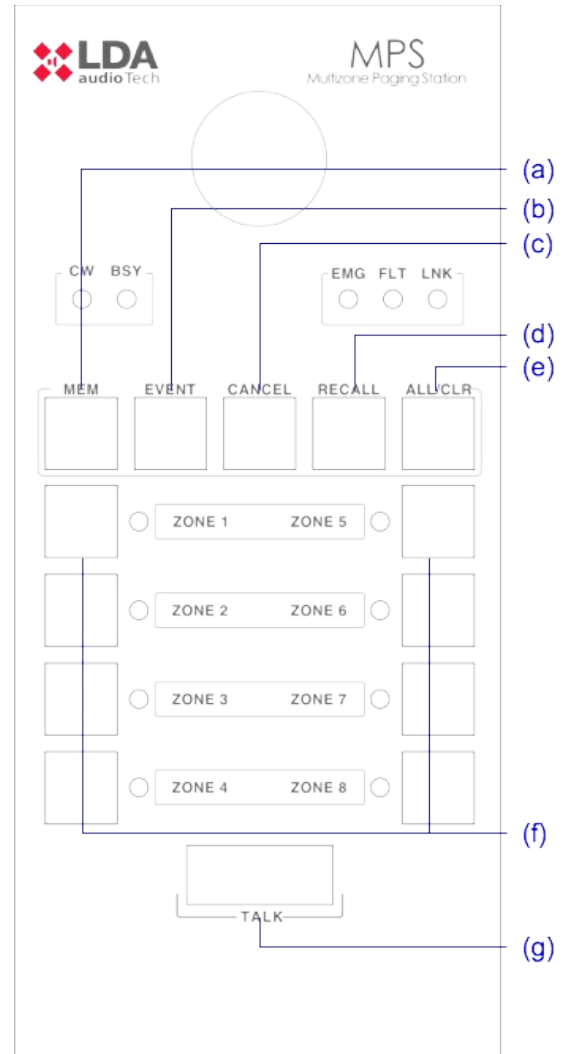 LDA
audio Tech
MPS
Multizone Paging Station
(a)
(b)
(c)
CW BSY
EMG FLT LNK
(d)
(e)
MEM EVENT CANCEL RECALL ALL/CLR
ZONE 1 ZONE 5
ZONE 2 ZONE 6
ZONE 3 ZONE 7
ZONE 4 ZONE 8
(f)
TALK
(g)